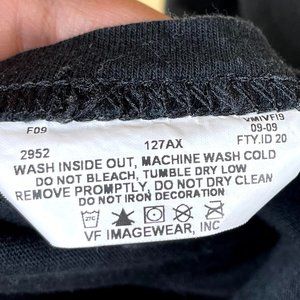 F09 VMIVFI9
09-09
2952 127AX FTY.ID 20
WASH INSIDE OUT, MACHINE WASH COLD
DO NOT BLEACH, TUMBLE DRY LOW
REMOVE PROMPTLY, DO NOT DRY CLEAN
DO NOT IRON DECORATION
VF IMAGEWEAR, INC